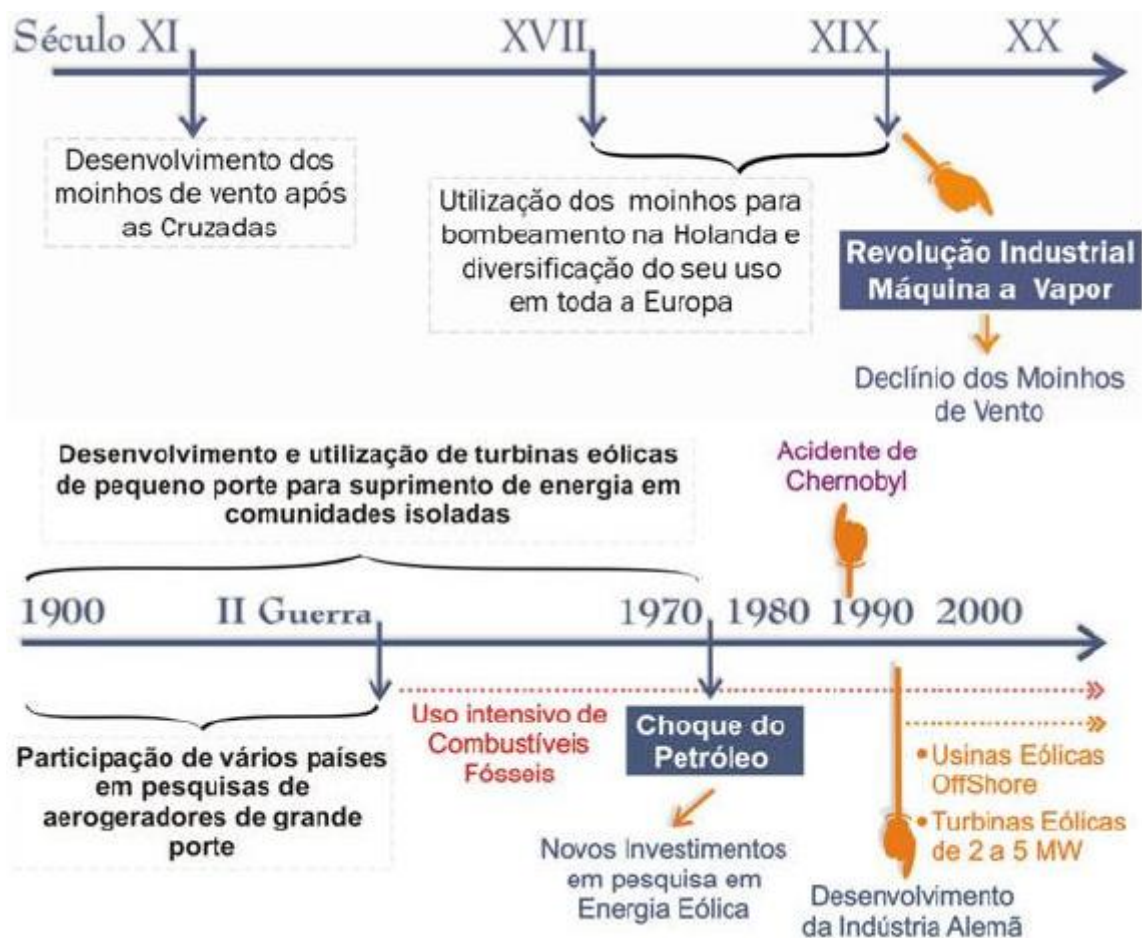 Século XI
XVII
XIX
XX
Desenvolvimento dos
moinhos de vento após
as Cruzadas
Utilização dos moinhos para
bombeamento na Holanda e
diversificação do seu uso
em toda a Europa
Revolução Industrial
Máquina a Vapor
Declínio dos Moinhos
de Vento
Desenvolvimento e utilização de turbinas eólicas
de pequeno porte para suprimento de energia em
comunidades isoladas
Acidente de
Chernobyl
1900
II Guerra
1970
1980
1990
2000
Participação de vários países
em pesquisas de
aerogeradores de grande
porte
Uso intensivo de
Combustíveis
Fósseis
Choque do
Petróleo
Novos Investimentos
em pesquisa em
Energia Eólica
• Usinas Eólicas
OffShore
• Turbinas Eólicas
de 2 a 5 MW
Desenvolvimento
da Indústria Alemã